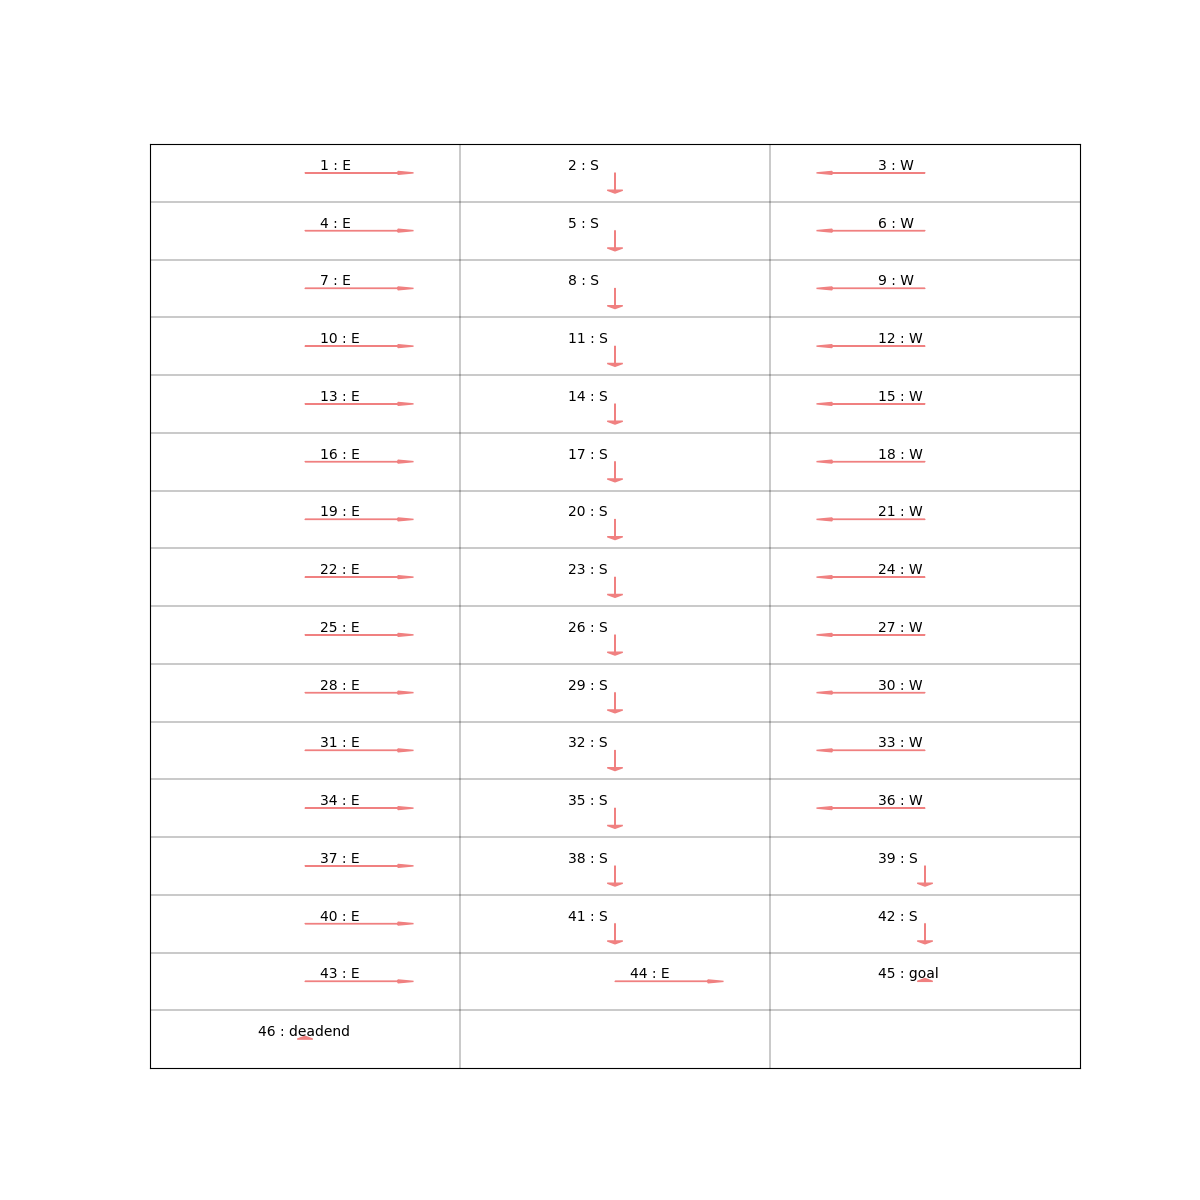 1 : E 2 : S 3 : W
4 : E 5 : S 6 : W
7 : E 8 : S 9 : W
10 : E 11 : S 12 : W
13 : E 14 : S 15 : W
16 : E 17 : S 18 : W
19 : E 20 : S 21 : W
22 : E 23 : S 24 : W
25 : E 26 : S 27 : W
28 : E 29 : S 30 : W
31 : E 32 : S 33 : W
34 : E 35 : S 36 : W
37 : E 38 : S 39 : S
40 : E 41 : S 42 : S
43 : E 44 : E 45 : goal
46 : deadend